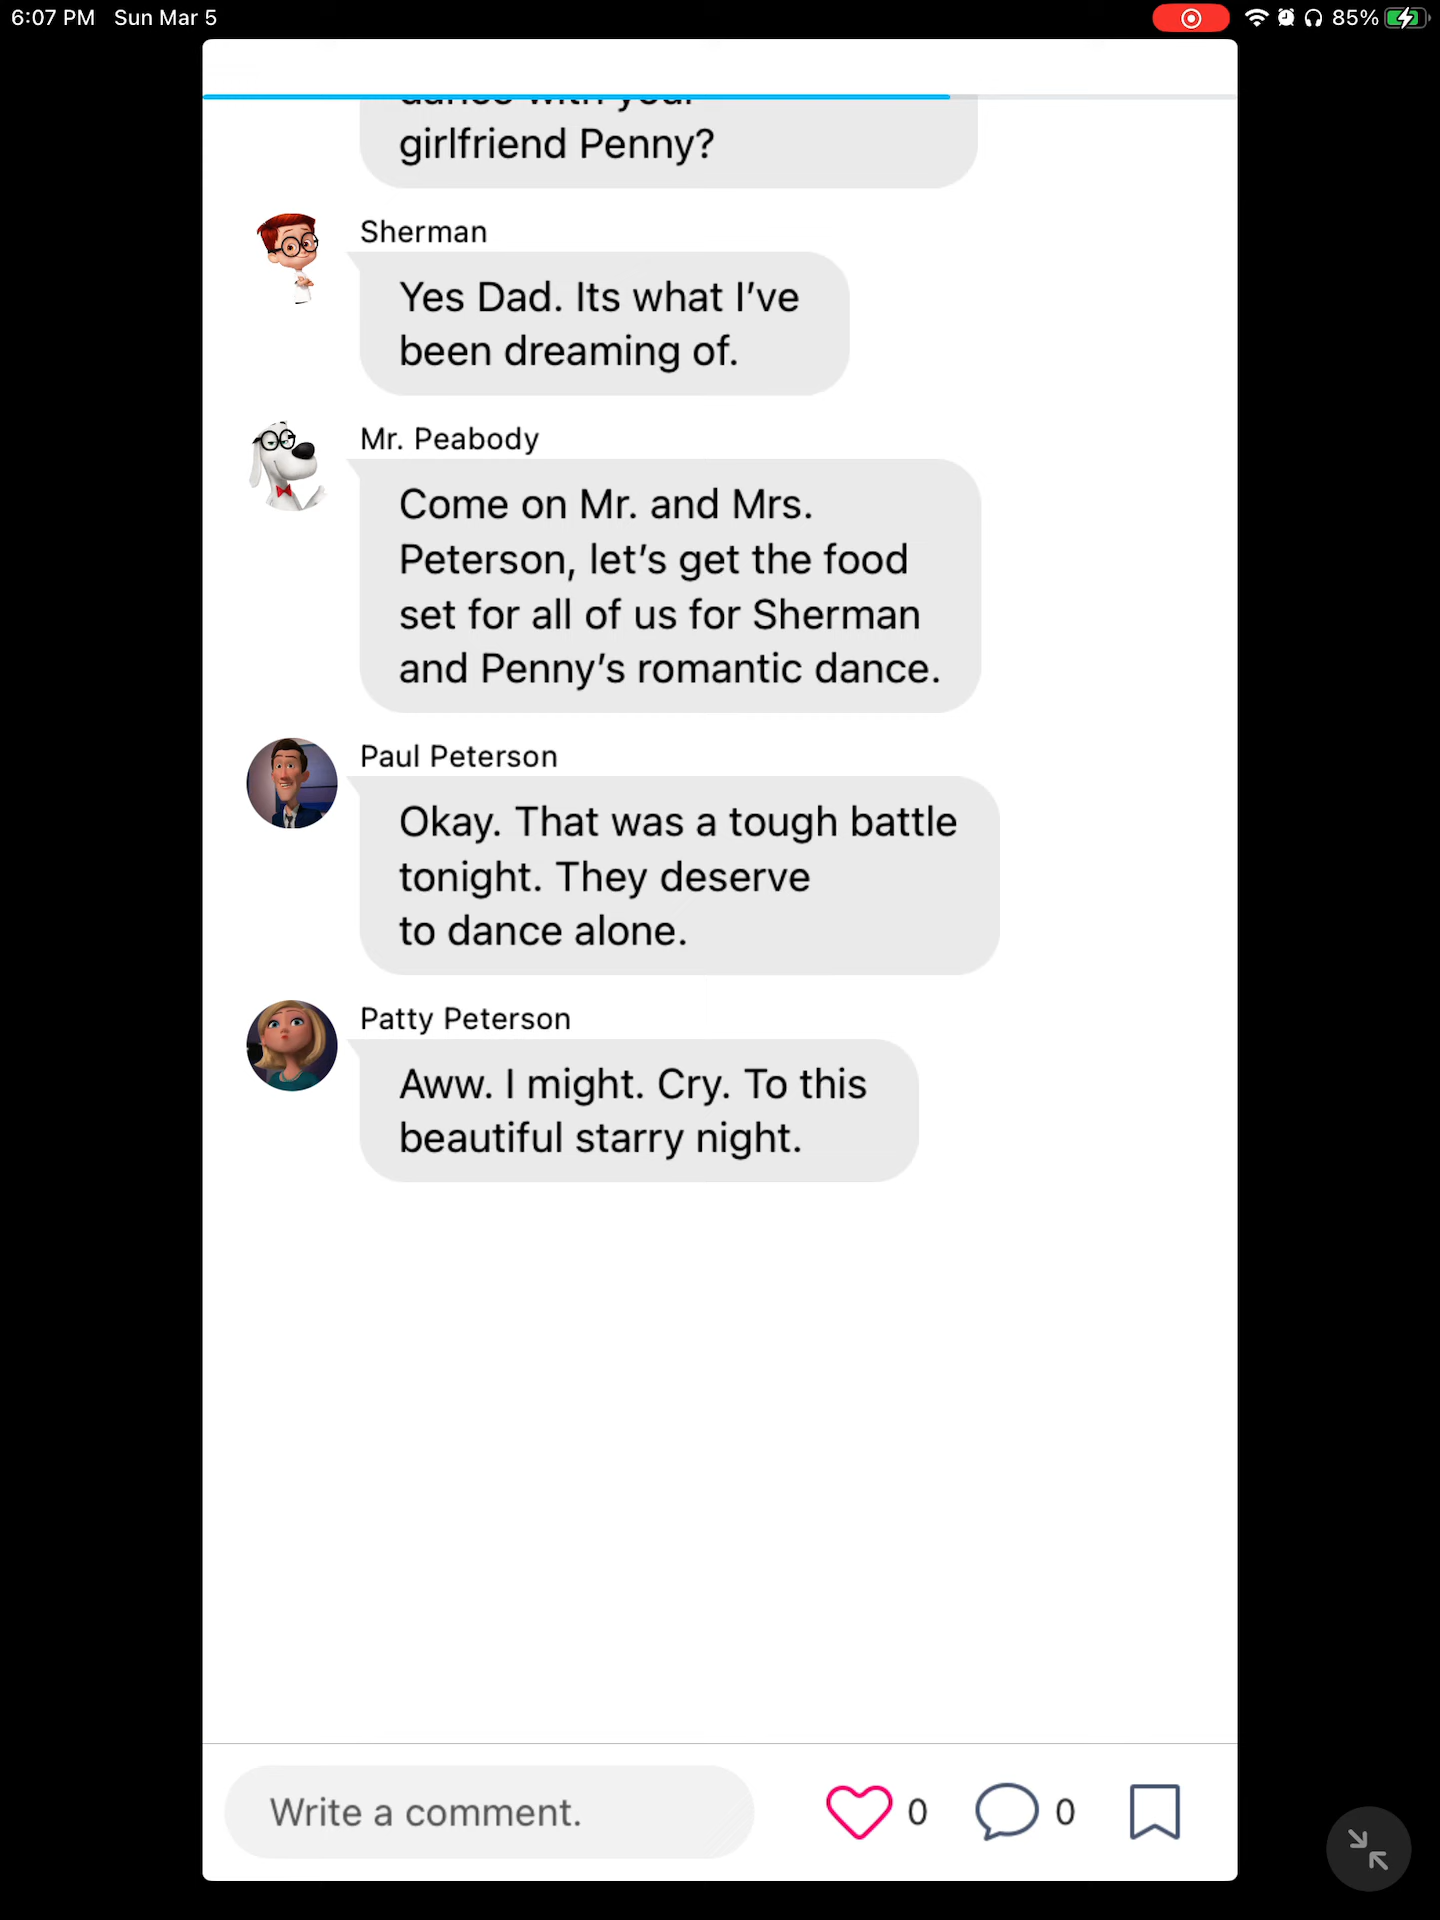 6:07 PM Sun Mar 5
85%
dance with your
girlfriend Penny?
Sherman
Yes Dad. Its what I’ve
been dreaming of.
Mr. Peabody
Come on Mr. and Mrs.
Peterson, let’s get the food
set for all of us for Sherman
and Penny’s romantic dance.
Paul Peterson
Okay. That was a tough battle
tonight. They deserve
to dance alone.
Patty Peterson
Aww. I might. Cry. To this
beautiful starry night.
Write a comment.
0
0